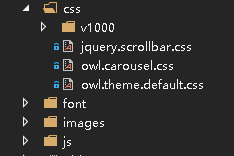 css
v1000
jquery.scrollbar.css
owl.carousel.css
owl.theme.default.css
font
images
js